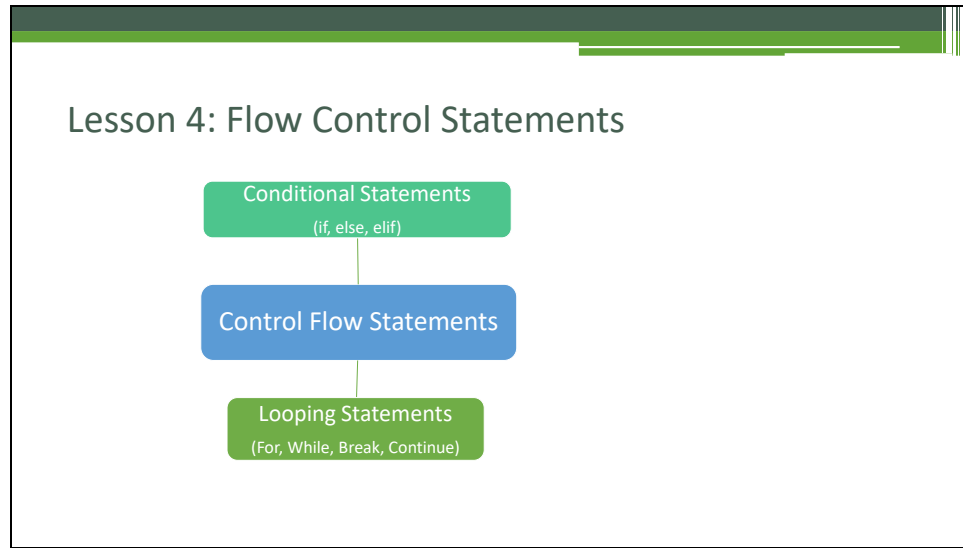 Lesson 4: Flow Control Statements
Conditional Statements
(if, else, elif)
Control Flow Statements
Looping Statements
(For, While, Break, Continue)